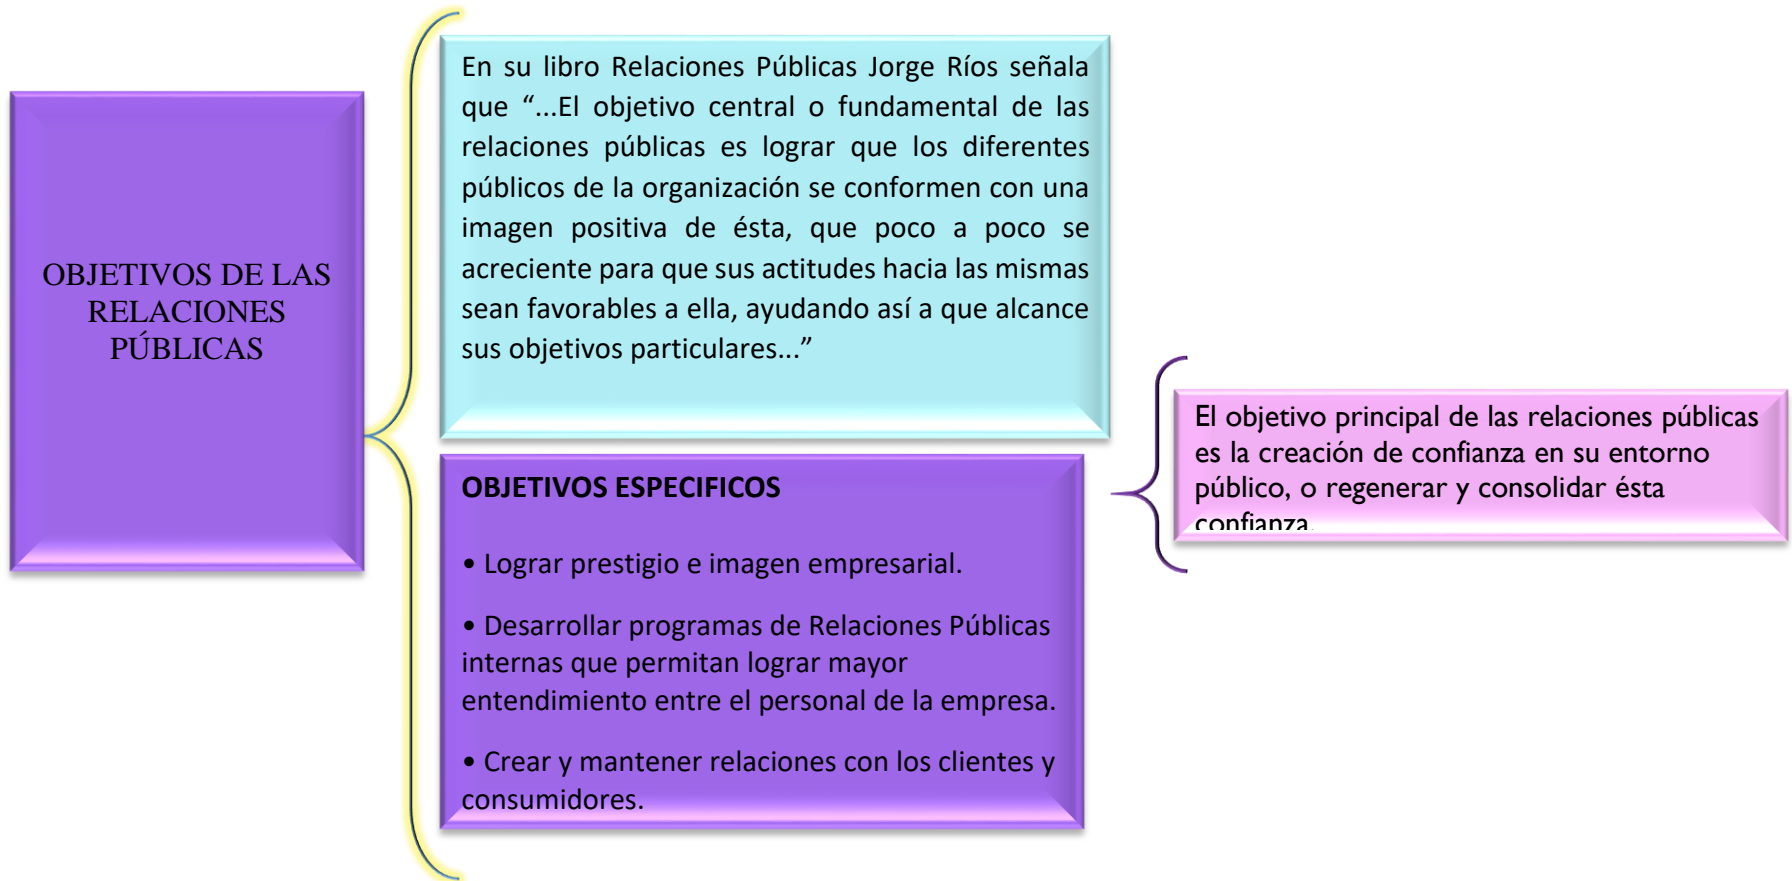 OBJETIVOS DE LAS
RELACIONES
PÚBLICAS
En su libro Relaciones Públicas Jorge Ríos señala
que “...El objetivo central o fundamental de las
relaciones públicas es lograr que los diferentes
públicos de la organización se conformen con una
imagen positiva de ésta, que poco a poco se
acreciente para que sus actitudes hacia las mismas
sean favorables a ella, ayudando así a que alcance
sus objetivos particulares...”
OBJETIVOS ESPECIFICOS
• Lograr prestigio e imagen empresarial.
• Desarrollar programas de Relaciones Públicas
internas que permitan lograr mayor
entendimiento entre el personal de la empresa.
• Crear y mantener relaciones con los clientes y
consumidores.
El objetivo principal de las relaciones públicas
es la creación de confianza en su entorno
público, o regenerar y consolidar ésta
confianza.